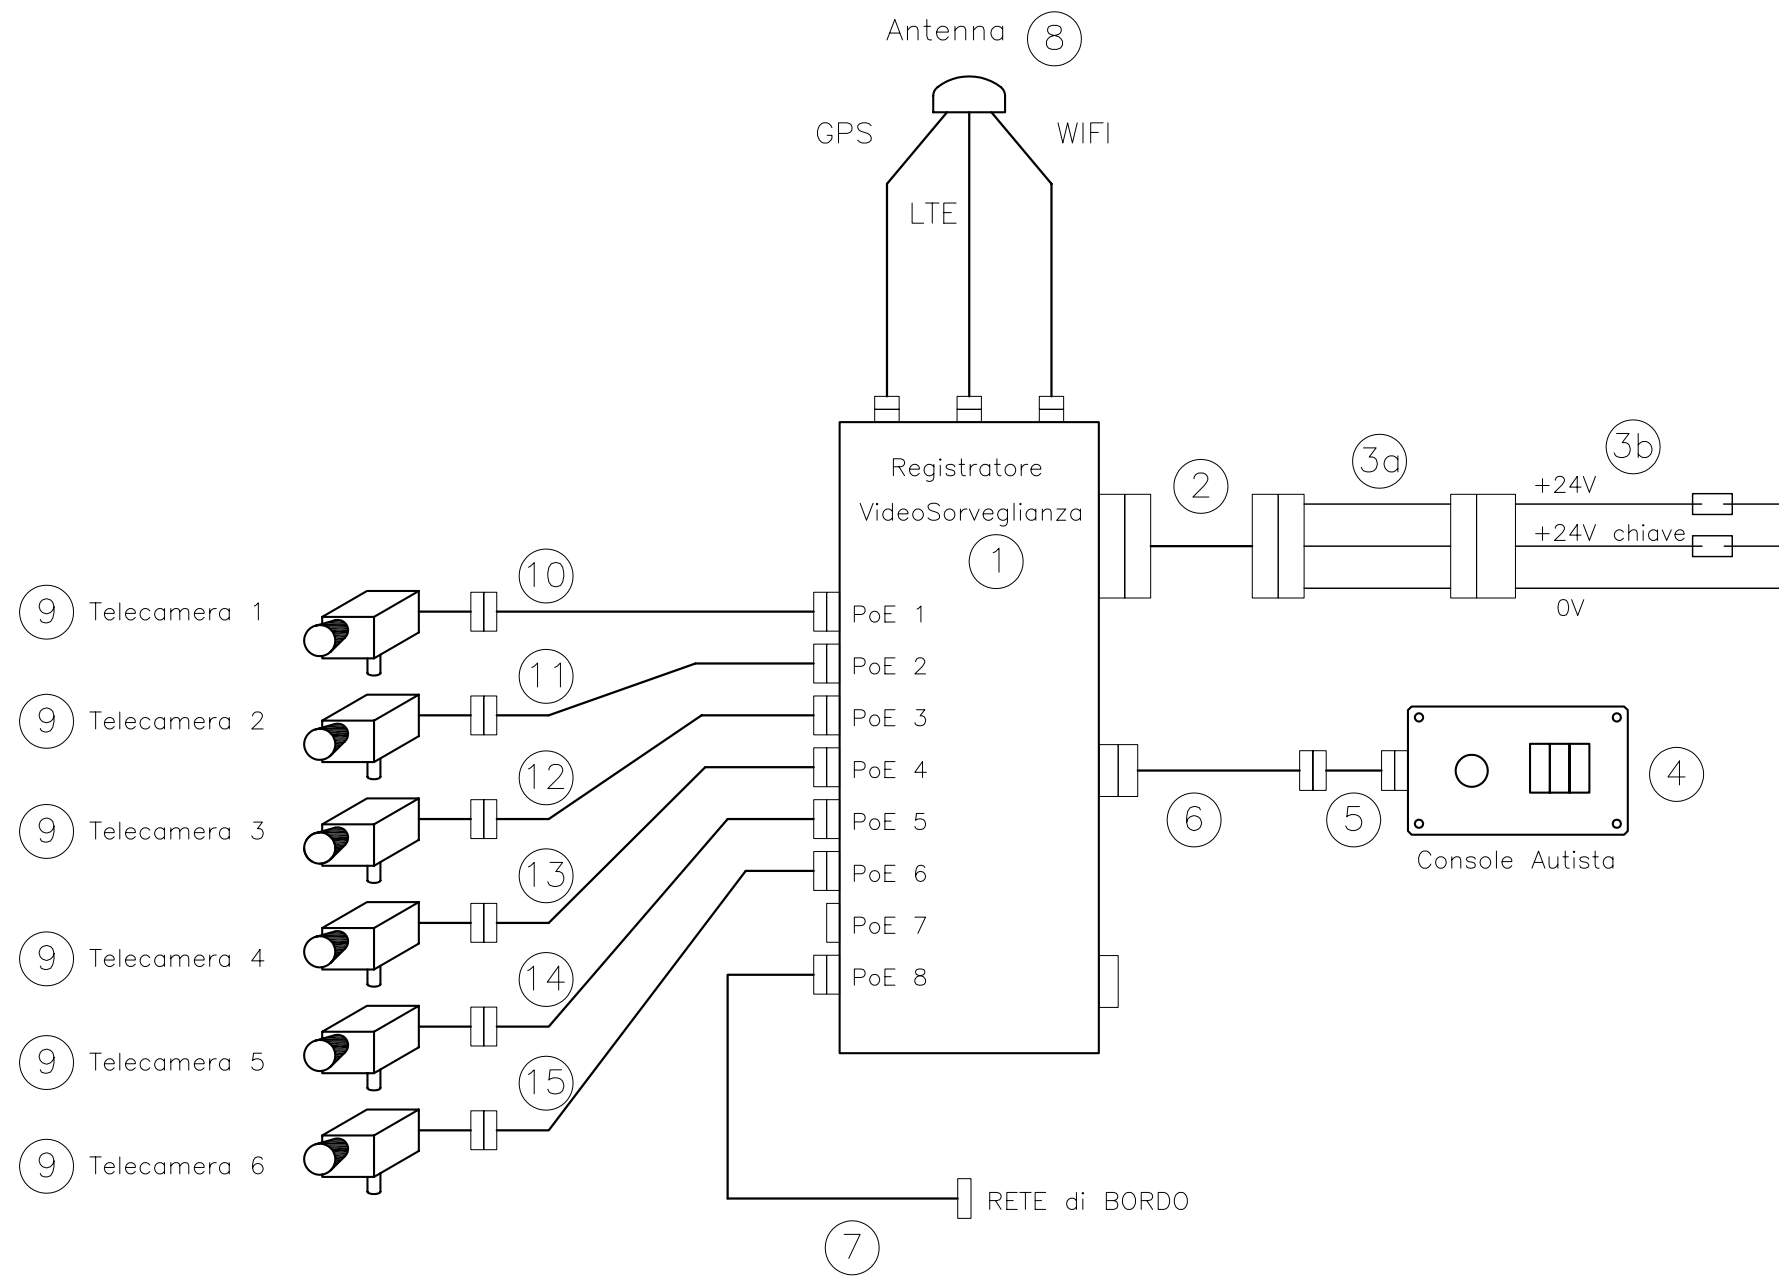 Antenna 8
GPS
WIFI
LTE
Registratore
VideoSorveglianza
1
2
3a
3b
+24V
+24V chiave
0V
10
9 Telecamera 1
PoE 1
11
PoE 2
9 Telecamera 2
PoE 3
12
PoE 4
4
9 Telecamera 3
PoE 5
6
5
Console Autista
13
PoE 6
PoE 7
9 Telecamera 4
14
PoE 8
9 Telecamera 5
15
9 Telecamera 6
RETE di BORDO
7